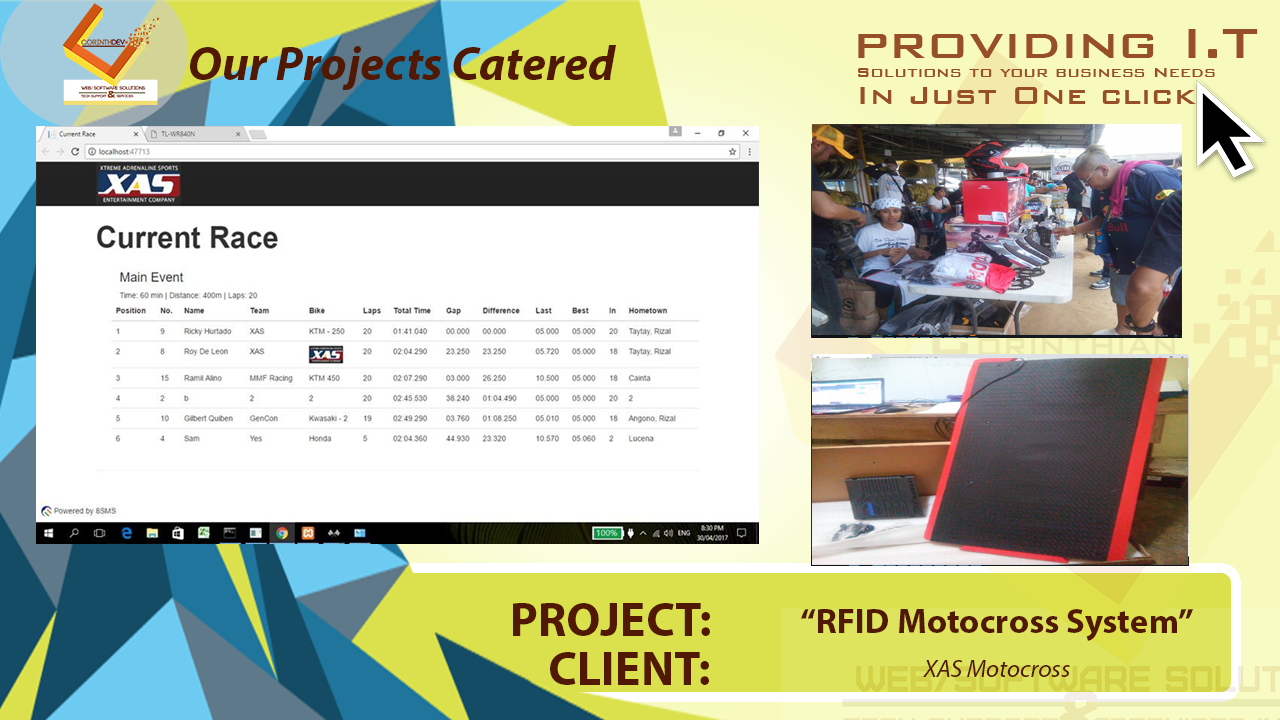 CORINTHDEV
WEB/SOFTWARE SOLUTIONS
TECH SUPPORT & SERVICES
Our Projects Catered
PROVIDING I.T
SOLUTIONS TO YOUR BUSINESS NEEDS
IN JUST ONE CLICK
Current Race
TL-WR840N
localhost:47713
XTREME ADRENALINE SPORTS
XAS
ENTERTAINMENT COMPANY
Current Race
Main Event
Time: 60 min | Distance: 400m | Laps: 20
Position No. Name Team Bike Laps Total Time Gap Difference Last Best In Hometown
1 9 Ricky Hurtado XAS KTM - 250 20 01:41.040 00.000 00.000 05.000 05.000 20 Taytay, Rizal
2 8 Roy De Leon XAS XAS 20 02:04.290 23.250 23.250 05.720 05.000 18 Taytay, Rizal
3 15 Ramil Alino MMF Racing KTM 450 20 02:07.290 03.000 26.250 10.500 05.000 18 Cainta
4 2 b 2 2 20 02:45.530 38.240 01:04.490 05.000 05.000 20 2
5 10 Gilbert Quiben GenCon Kwasaki - 2 19 02:49.290 03.760 01:08.250 05.010 05.000 18 Angono, Rizal
6 4 Sam Yes Honda 5 02:04.360 44.930 23.320 10.570 05.060 2 Lucena
Powered by 8SMS
100%
ENG
8:30 PM
30/04/2017
CORINTHIAN
PROJECT:
"RFID Motocross System"
CLIENT:
XAS Motocross
WEB/SOFTWARE SOLUT